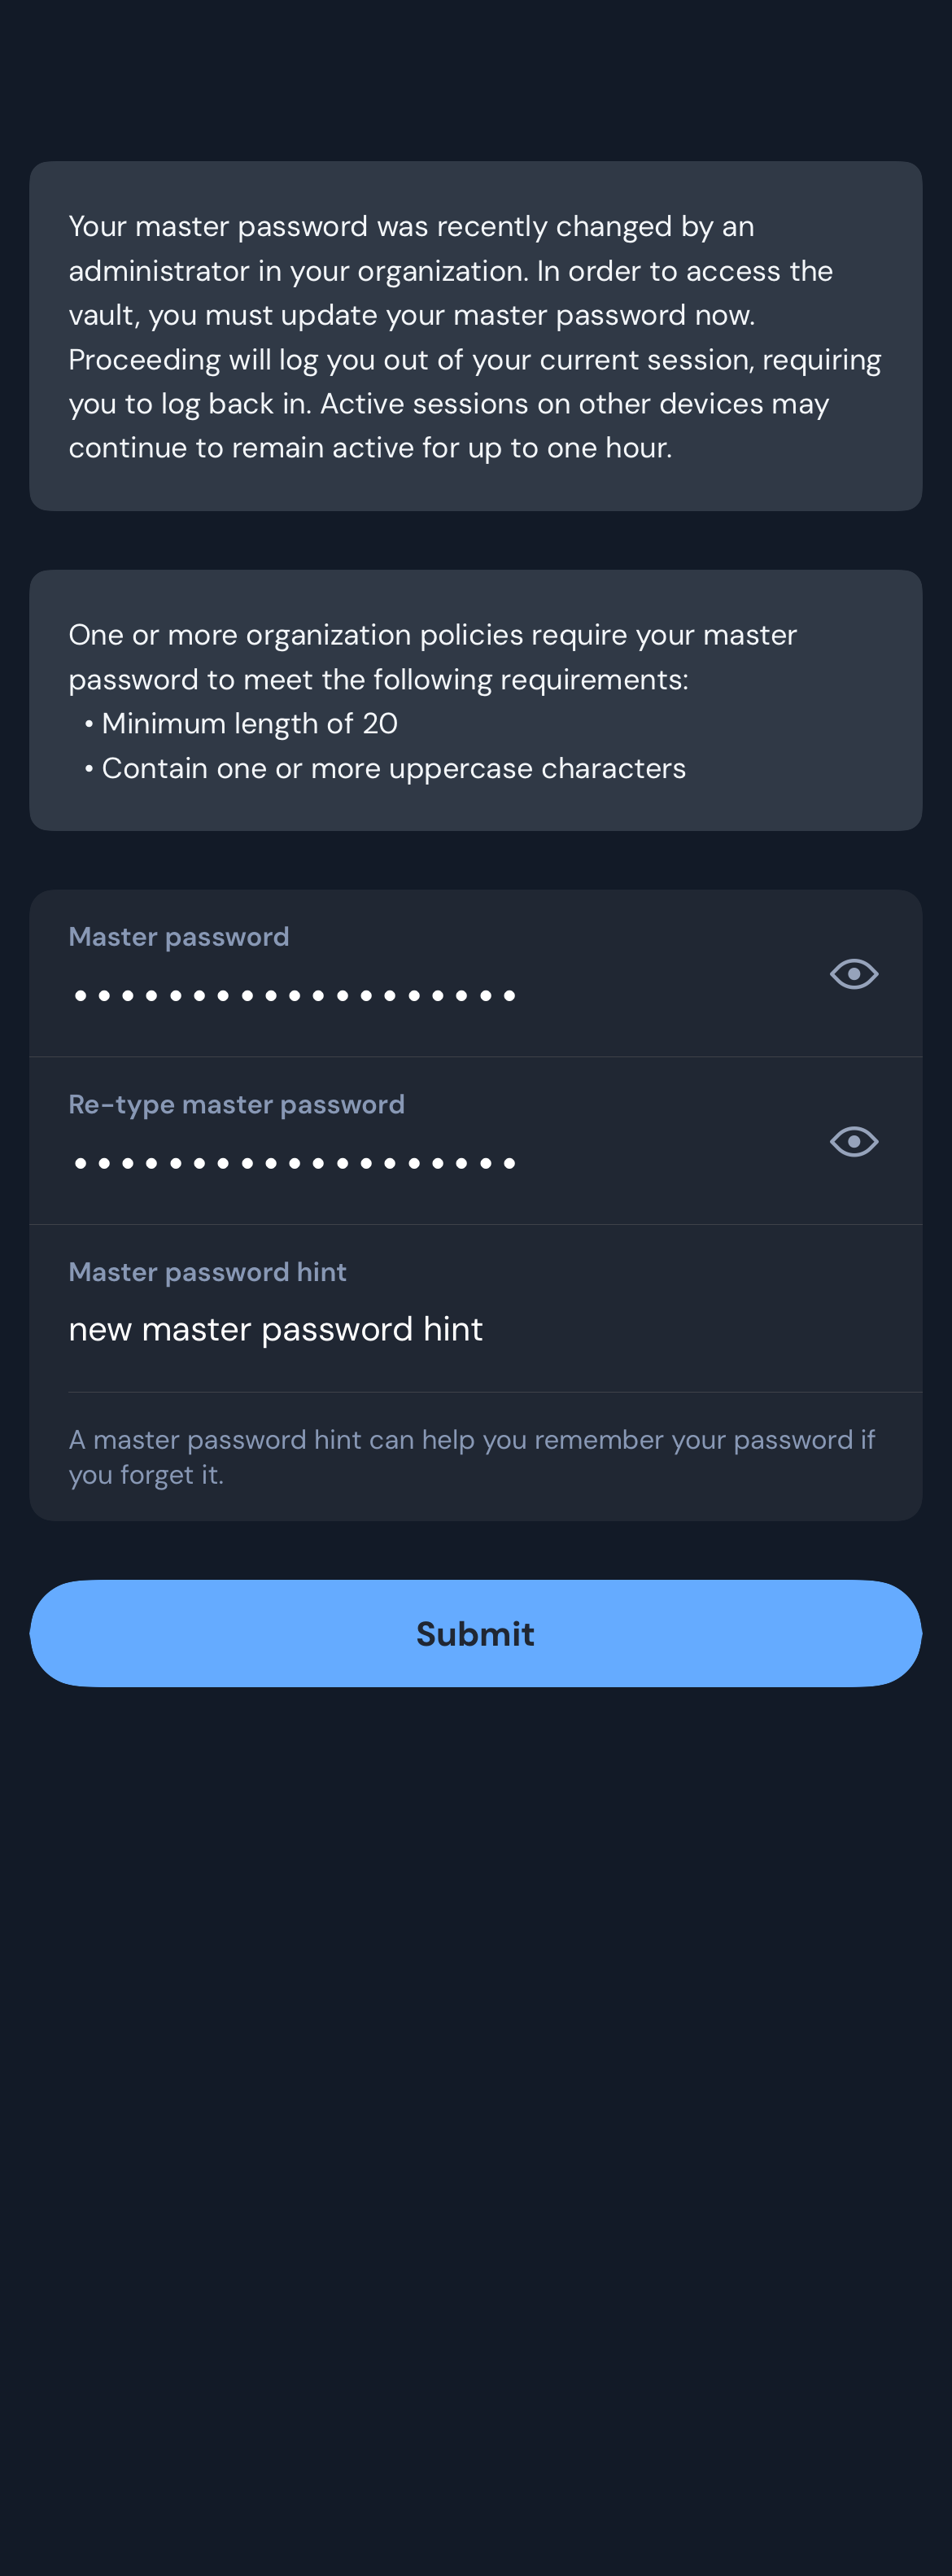 Your master password was recently changed by an
administrator in your organization. In order to access the
vault, you must update your master password now.
Proceeding will log you out of your current session, requiring
you to log back in. Active sessions on other devices may
continue to remain active for up to one hour.
One or more organization policies require your master
password to meet the following requirements:
• Minimum length of 20
• Contain one or more uppercase characters
Master password
•••••••••••••••••••
Re-type master password
•••••••••••••••••••
Master password hint
new master password hint
A master password hint can help you remember your password if
you forget it.
Submit